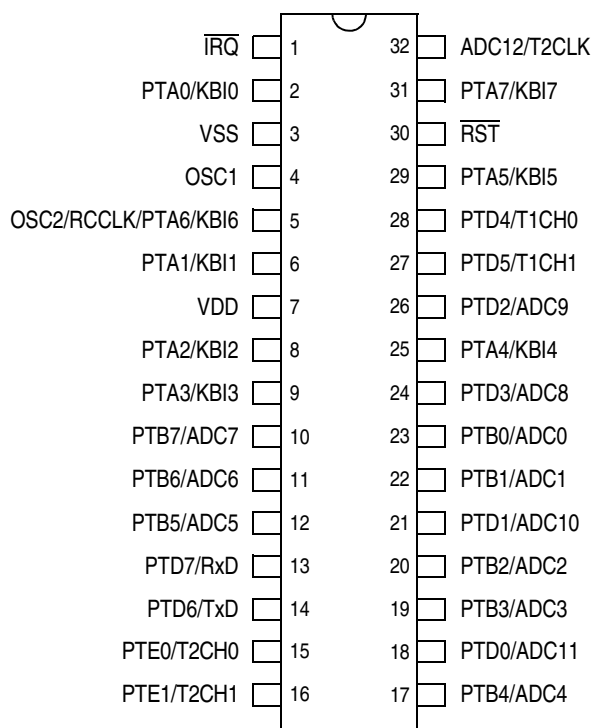 IRQ 1 32 ADC12/T2CLK
PTA0/KBI0 2 31 PTA7/KBI7
VSS 3 30 RST
OSC1 4 29 PTA5/KBI5
OSC2/RCCLK/PTA6/KBI6 5 28 PTD4/T1CH0
PTA1/KBI1 6 27 PTD5/T1CH1
VDD 7 26 PTD2/ADC9
PTA2/KBI2 8 25 PTA4/KBI4
PTA3/KBI3 9 24 PTD3/ADC8
PTB7/ADC7 10 23 PTB0/ADC0
PTB6/ADC6 11 22 PTB1/ADC1
PTB5/ADC5 12 21 PTD1/ADC10
PTD7/RxD 13 20 PTB2/ADC2
PTD6/TxD 14 19 PTB3/ADC3
PTE0/T2CH0 15 18 PTD0/ADC11
PTE1/T2CH1 16 17 PTB4/ADC4